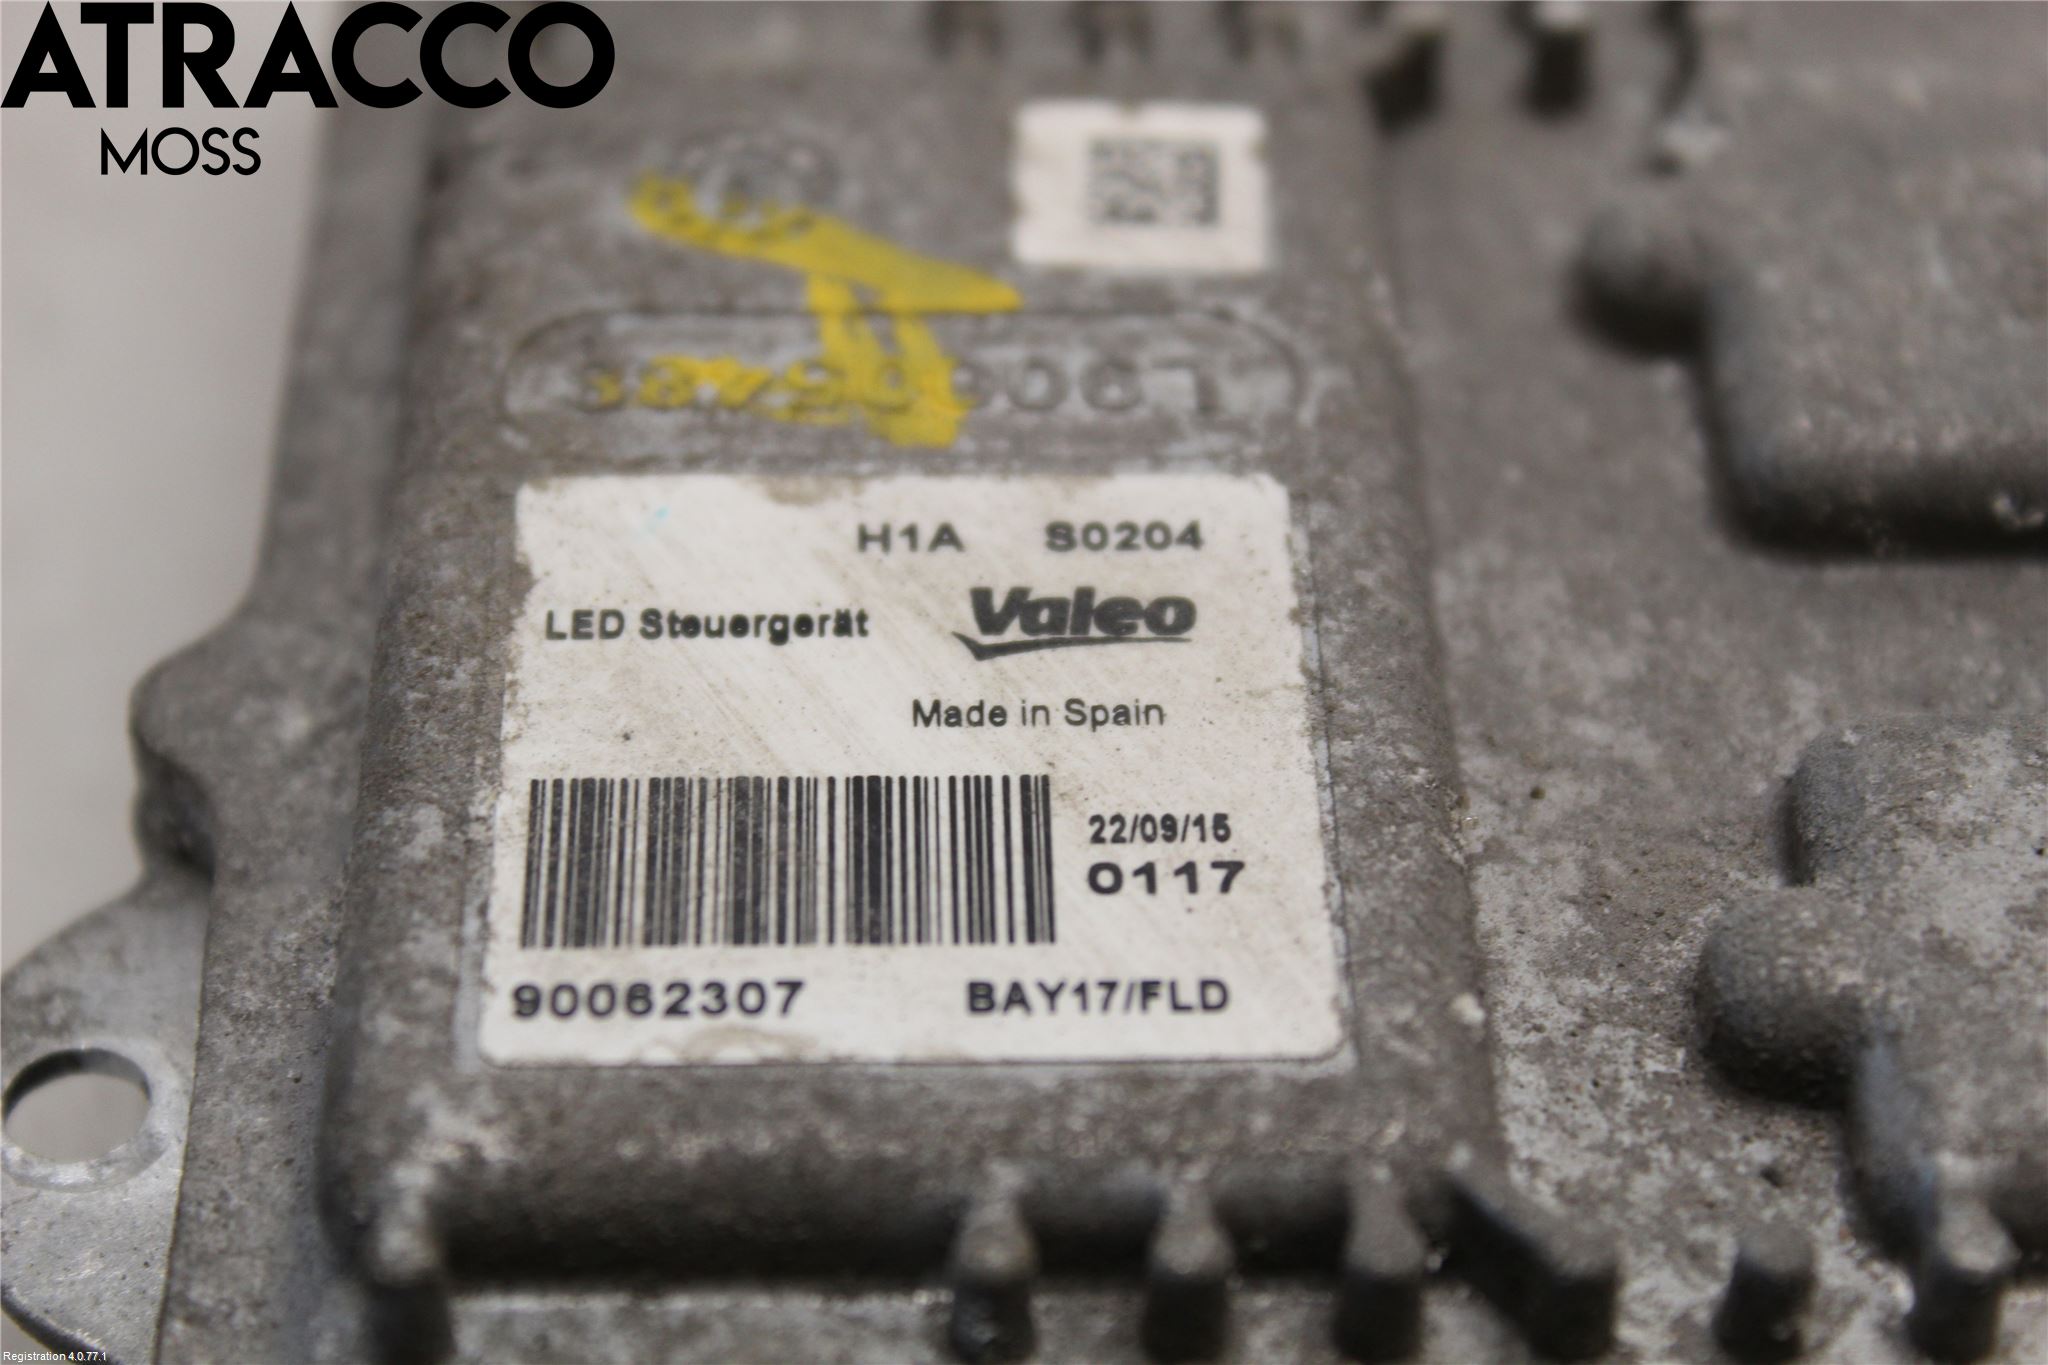 ATRACCO
MOSS
H1A S0204
LED Steuergerät Valeo
Made in Spain
22/09/15
0117
90062307 BAY17/FLD
Registration 4.0.77.1